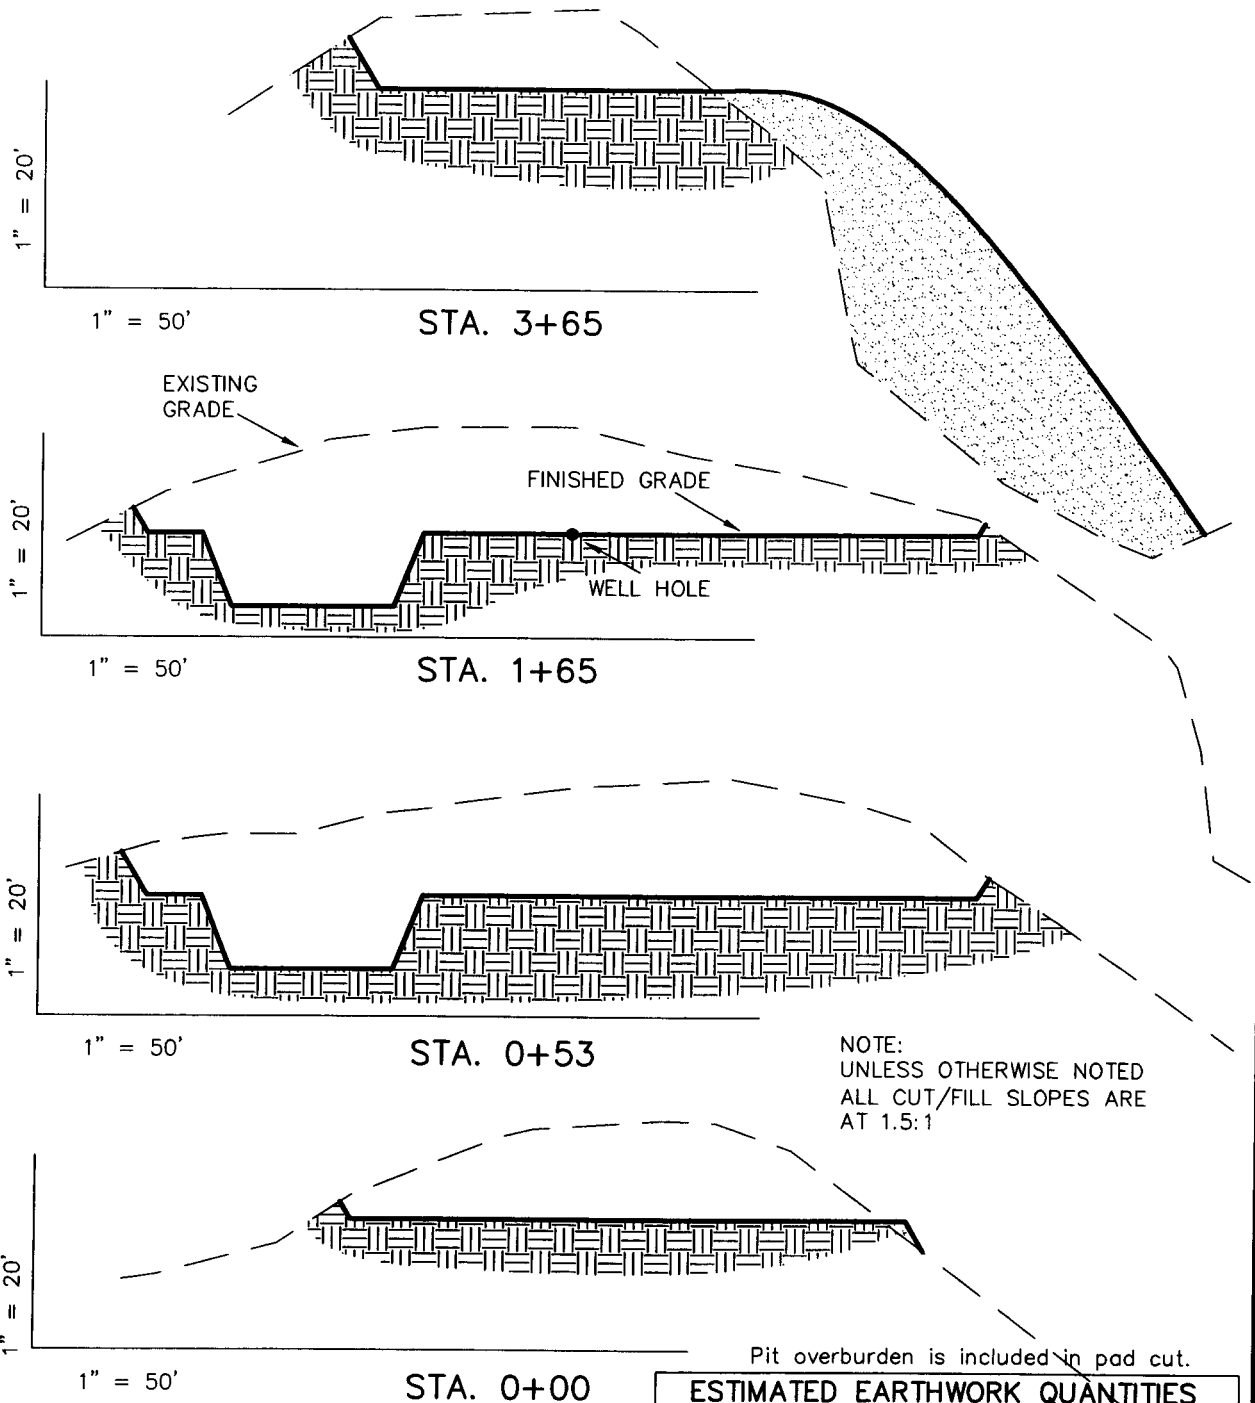 1" = 20'
1" = 50'
STA. 3+65
EXISTING
GRADE
FINISHED GRADE
1" = 20'
WELL HOLE
1" = 50'
STA. 1+65
1" = 20'
1" = 50'
STA. 0+53
NOTE:
UNLESS OTHERWISE NOTED
ALL CUT/FILL SLOPES ARE
AT 1.5:1
1" = 20'
1" = 50'
STA. 0+00
Pit overburden is included in pad cut.
ESTIMATED EARTHWORK QUANTITIES